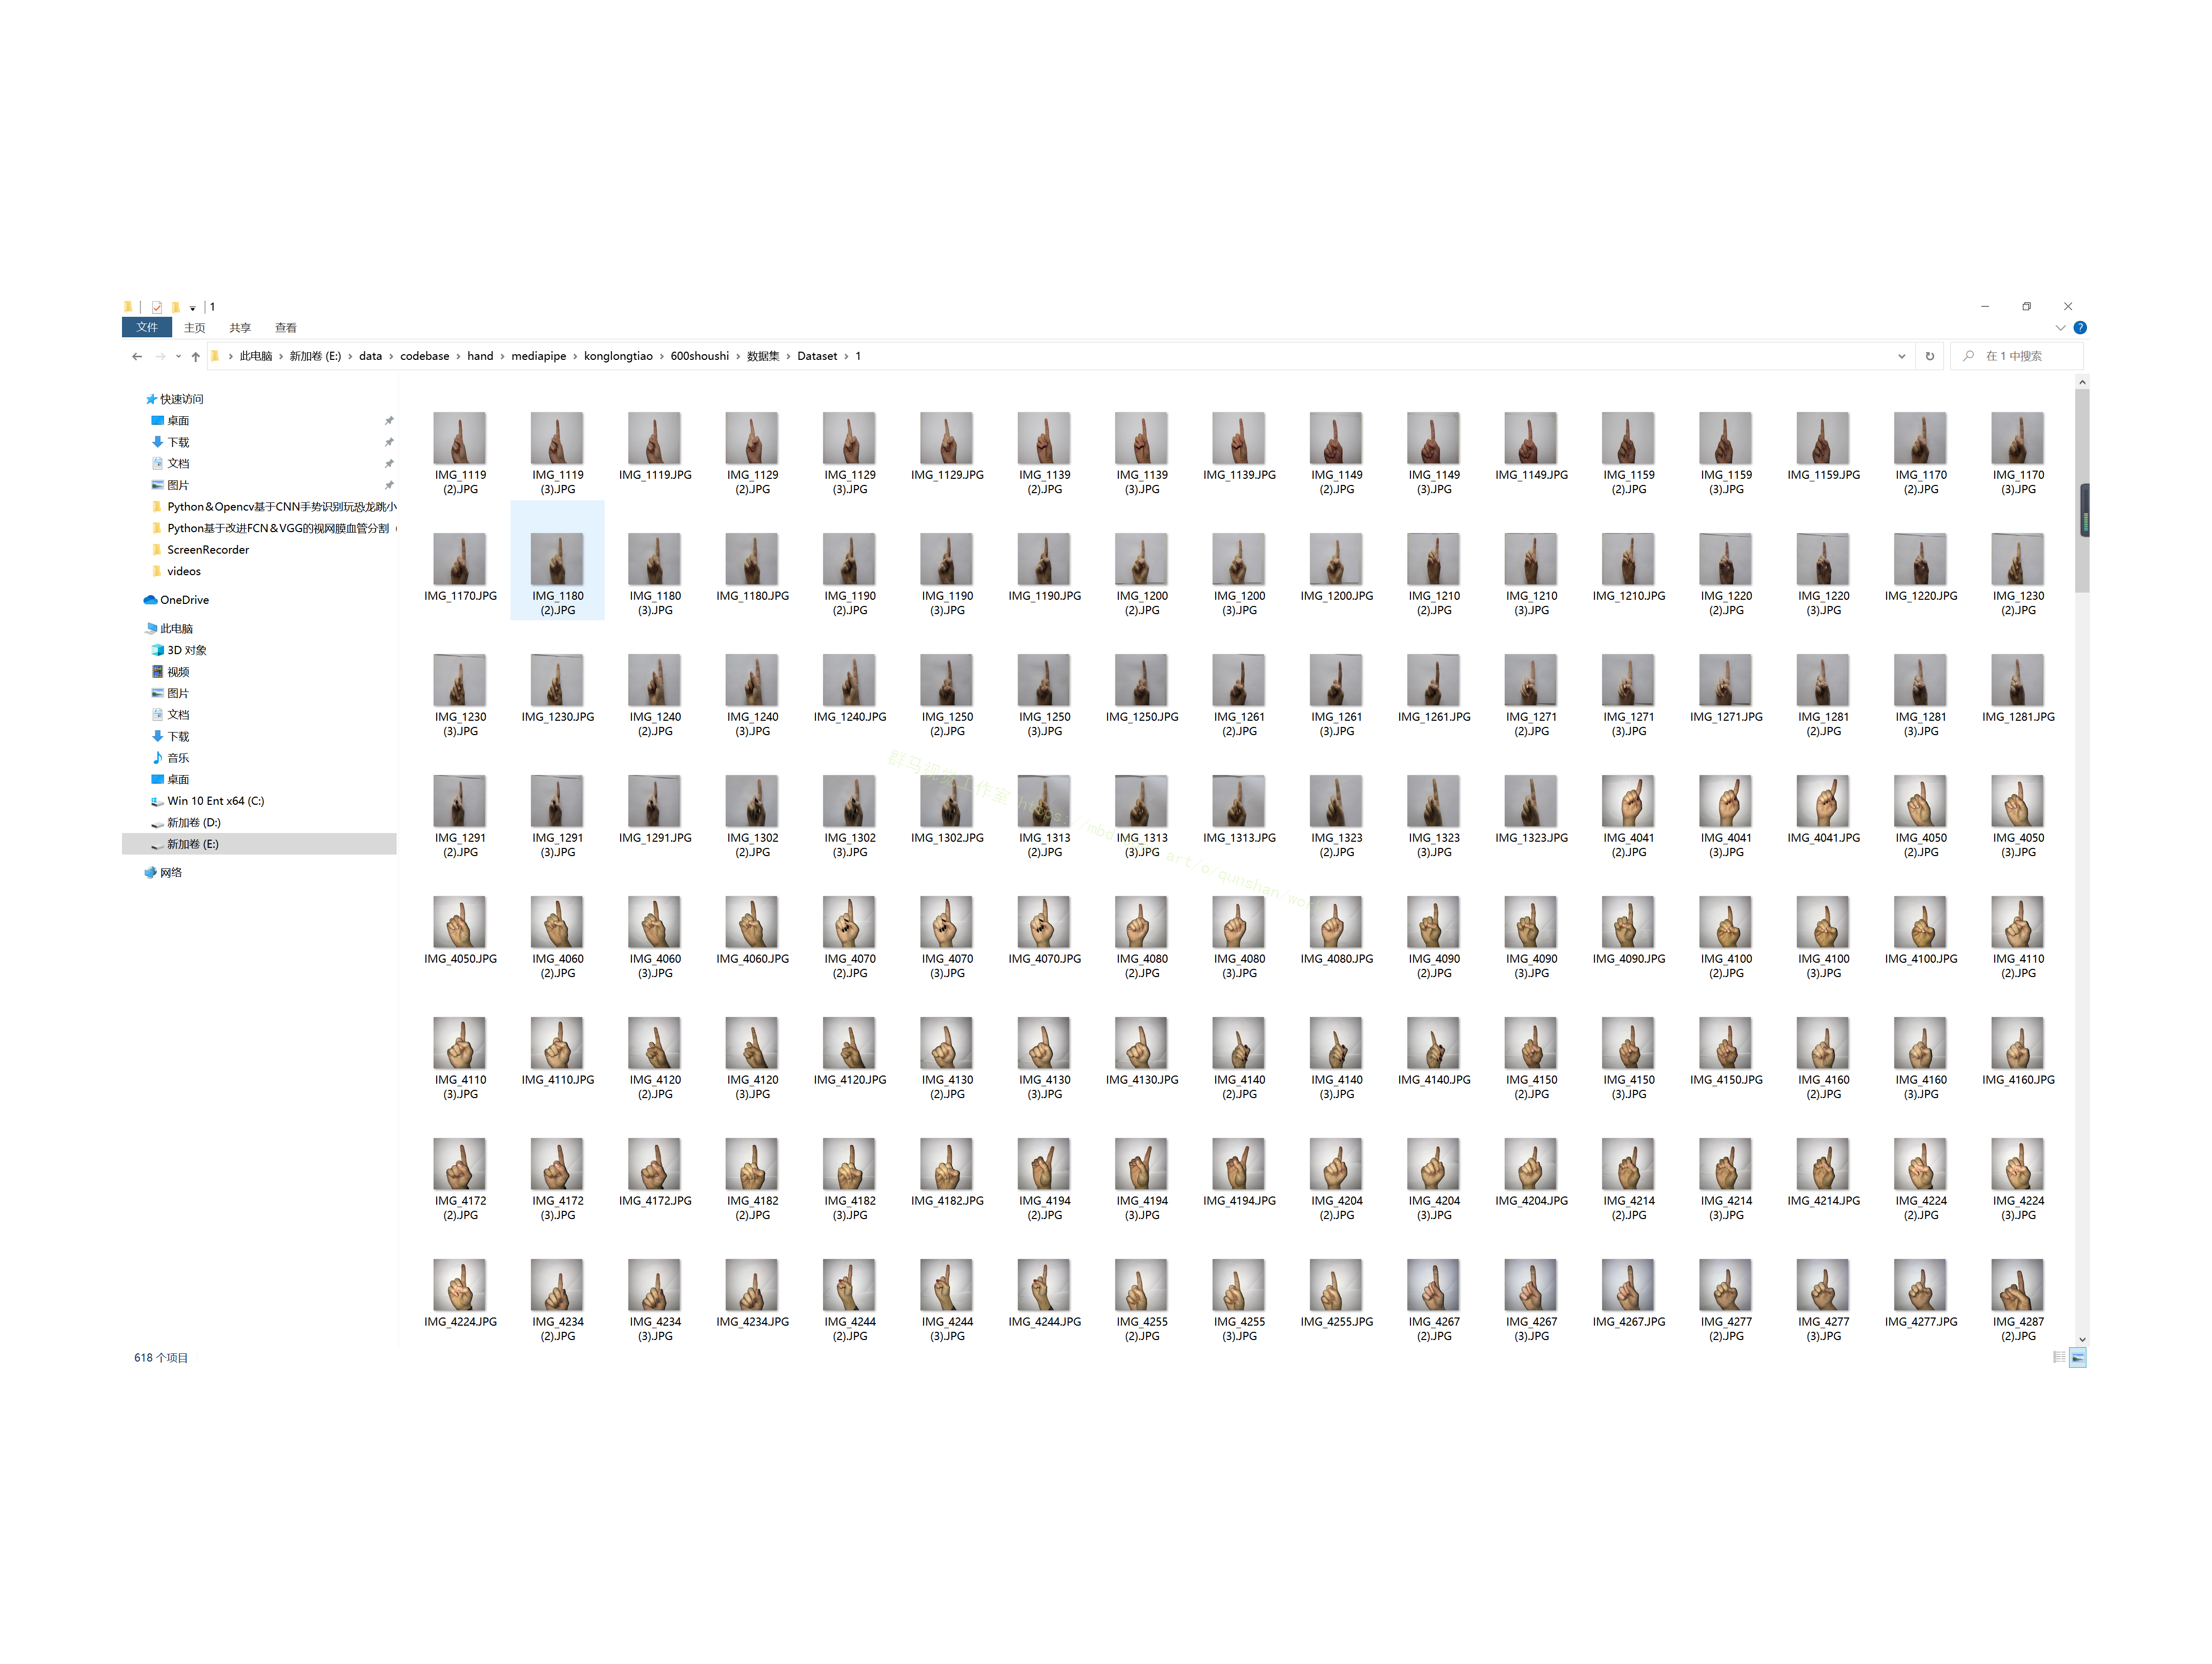 1
文件 主页 共享 查看
此电脑 › 新加卷 (E:) › data › codebase › hand › mediapipe › konglongtiao › 600shoushi › 数据集 › Dataset › 1
在 1 中搜索
快速访问
桌面
下载
文档
图片
Python&Opencv基于CNN手势识别玩恐龙跳小
Python基于改进FCN&VGG的视网膜血管分割
ScreenRecorder
videos
OneDrive
此电脑
3D 对象
视频
图片
文档
下载
音乐
桌面
Win 10 Ent x64 (C:)
新加卷 (D:)
新加卷 (E:)
网络
IMG_1119 IMG_1119 IMG_1119.JPG IMG_1129 IMG_1129 IMG_1129.JPG IMG_1139 IMG_1139 IMG_1139.JPG IMG_1149 IMG_1149 IMG_1149.JPG IMG_1159 IMG_1159 IMG_1159.JPG IMG_1170 IMG_1170
(2).JPG (3).JPG (2).JPG (3).JPG (2).JPG (3).JPG (2).JPG (3).JPG (2).JPG (3).JPG (2).JPG (3).JPG
IMG_1170.JPG IMG_1180 IMG_1180 IMG_1180.JPG IMG_1190 IMG_1190 IMG_1190.JPG IMG_1200 IMG_1200 IMG_1200.JPG IMG_1210 IMG_1210 IMG_1210.JPG IMG_1220 IMG_1220 IMG_1220.JPG IMG_1230
(2).JPG (3).JPG (2).JPG (3).JPG (2).JPG (3).JPG (2).JPG (3).JPG (2).JPG (3).JPG (2).JPG
IMG_1230 IMG_1230.JPG IMG_1240 IMG_1240 IMG_1240.JPG IMG_1250 IMG_1250 IMG_1250.JPG IMG_1261 IMG_1261 IMG_1261.JPG IMG_1271 IMG_1271 IMG_1271.JPG IMG_1281 IMG_1281 IMG_1281.JPG
(3).JPG (2).JPG (3).JPG (2).JPG (3).JPG (2).JPG (3).JPG (2).JPG (3).JPG (2).JPG (3).JPG
IMG_1291 IMG_1291 IMG_1291.JPG IMG_1302 IMG_1302 IMG_1302.JPG IMG_1313 IMG_1313 IMG_1313.JPG IMG_1323 IMG_1323 IMG_1323.JPG IMG_4041 IMG_4041 IMG_4041.JPG IMG_4050 IMG_4050
(2).JPG (3).JPG (2).JPG (3).JPG (2).JPG (3).JPG (2).JPG (3).JPG (2).JPG (3).JPG (2).JPG (3).JPG
IMG_4050.JPG IMG_4060 IMG_4060 IMG_4060.JPG IMG_4070 IMG_4070 IMG_4070.JPG IMG_4080 IMG_4080 IMG_4080.JPG IMG_4090 IMG_4090 IMG_4090.JPG IMG_4100 IMG_4100 IMG_4100.JPG IMG_4110
(2).JPG (3).JPG (2).JPG (3).JPG (2).JPG (3).JPG (2).JPG (3).JPG (2).JPG (3).JPG (2).JPG
IMG_4110 IMG_4110.JPG IMG_4120 IMG_4120 IMG_4120.JPG IMG_4130 IMG_4130 IMG_4130.JPG IMG_4140 IMG_4140 IMG_4140.JPG IMG_4150 IMG_4150 IMG_4150.JPG IMG_4160 IMG_4160 IMG_4160.JPG
(3).JPG (2).JPG (3).JPG (2).JPG (3).JPG (2).JPG (3).JPG (2).JPG (3).JPG (2).JPG (3).JPG
IMG_4172 IMG_4172 IMG_4172.JPG IMG_4182 IMG_4182 IMG_4182.JPG IMG_4194 IMG_4194 IMG_4194.JPG IMG_4204 IMG_4204 IMG_4204.JPG IMG_4214 IMG_4214 IMG_4214.JPG IMG_4224 IMG_4224
(2).JPG (3).JPG (2).JPG (3).JPG (2).JPG (3).JPG (2).JPG (3).JPG (2).JPG (3).JPG (2).JPG (3).JPG
IMG_4224.JPG IMG_4234 IMG_4234 IMG_4234.JPG IMG_4244 IMG_4244 IMG_4244.JPG IMG_4255 IMG_4255 IMG_4255.JPG IMG_4267 IMG_4267 IMG_4267.JPG IMG_4277 IMG_4277 IMG_4277.JPG IMG_4287
(2).JPG (3).JPG (2).JPG (3).JPG (2).JPG (3).JPG (2).JPG (3).JPG (2).JPG (3).JPG (2).JPG
618 个项目